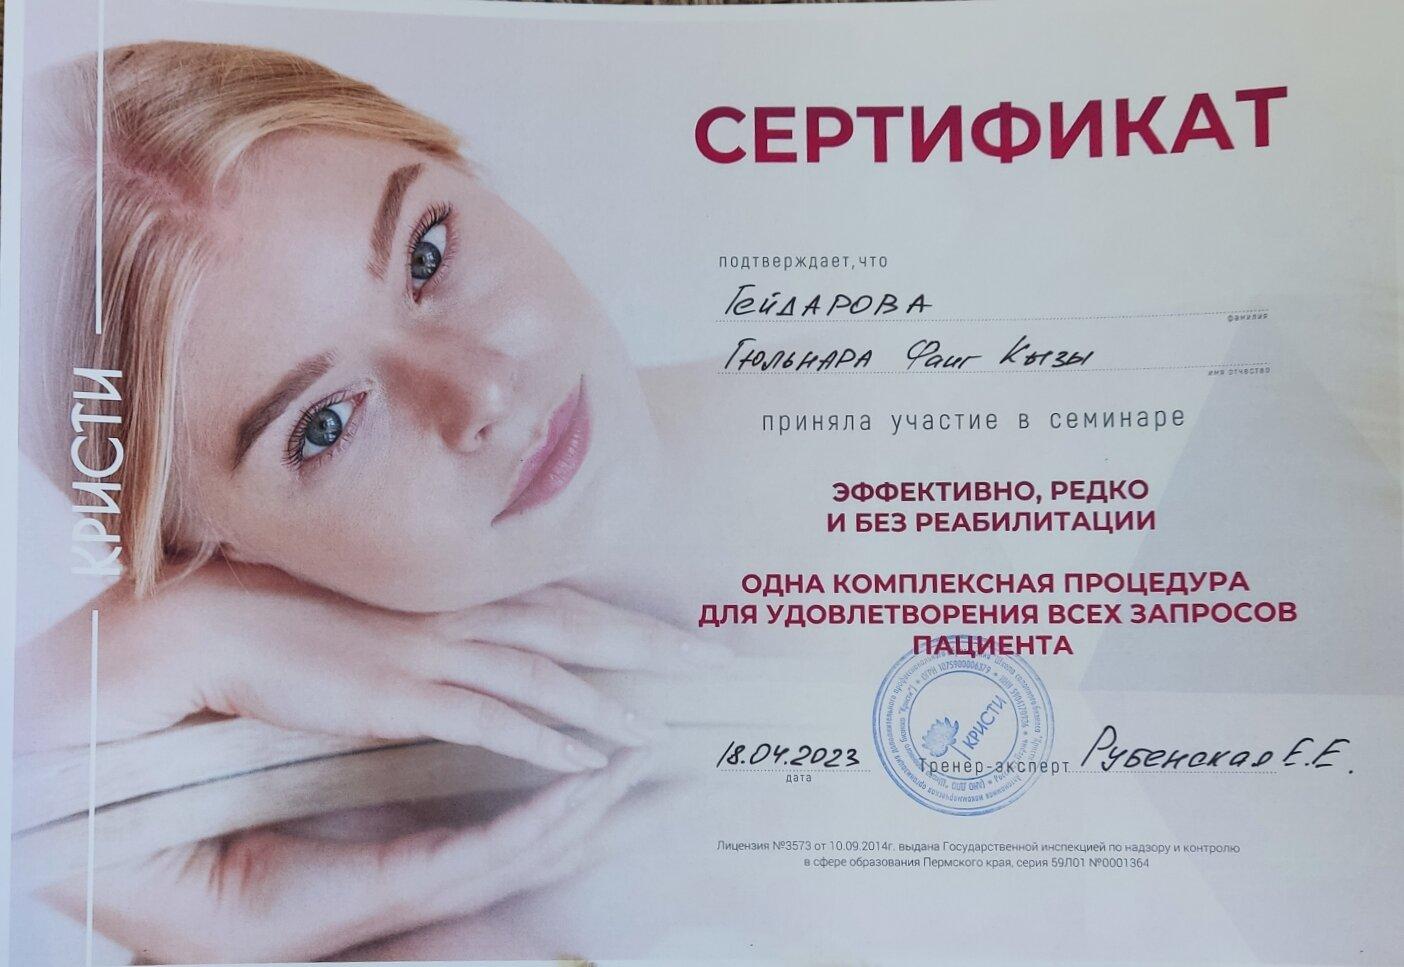 СЕРТИФИКАТ
подтверждает,что
Гейдарова
фамилия
Гюльнара Фаиг Кызы
имя отчество
приняла участие в семинаре
ЭФФЕКТИВНО, РЕДКО
И БЕЗ РЕАБИЛИТАЦИИ
ОДНА КОМПЛЕКСНАЯ ПРОЦЕДУРА
ДЛЯ УДОВЛЕТВОРЕНИЯ ВСЕХ ЗАПРОСОВ
ПАЦИЕНТА
КРИСТИ
18.04.2023
дата
Тренер-эксперт
Рубенская Е.Е.
КРИСТИ
Лицензия №3573 от 10.09.2014г. выдана Государственной инспекцией по надзору и контролю
в сфере образования Пермского края, серия 59Л01 №0001364